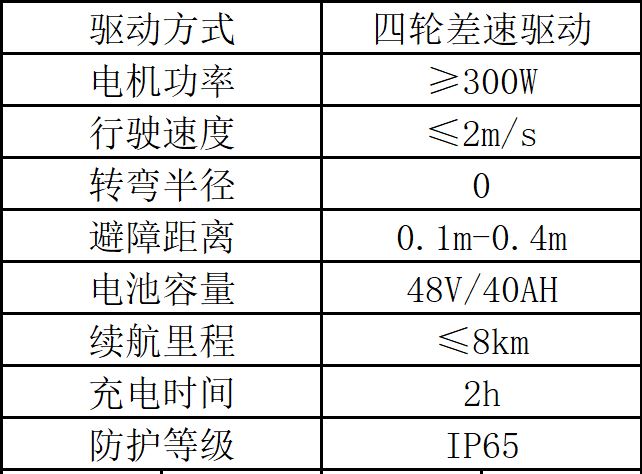 驱动方式 四轮差速驱动
电机功率 ≥300W
行驶速度 ≤2m/s
转弯半径 0
避障距离 0.1m-0.4m
电池容量 48V/40AH
续航里程 ≤8km
充电时间 2h
防护等级 IP65